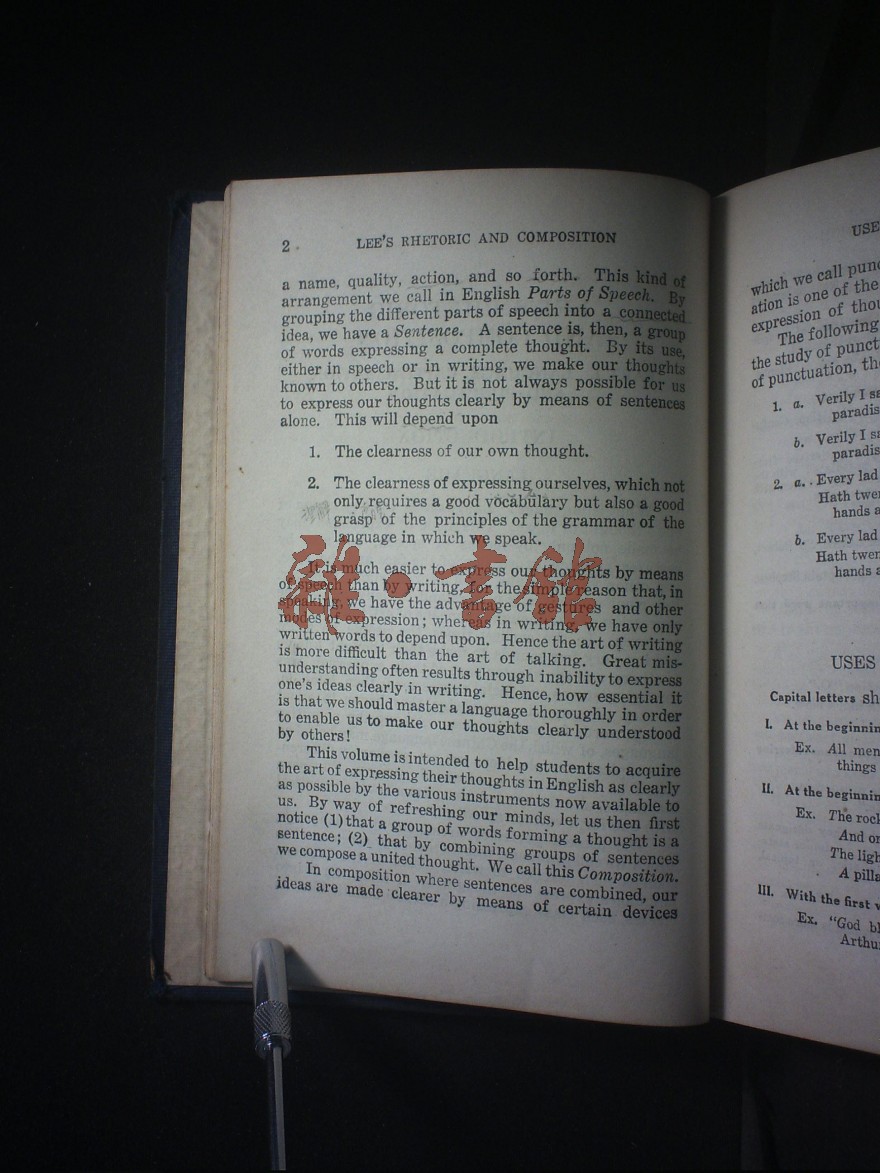 2
LEE'S RHETORIC AND COMPOSITION
a name, quality, action, and so forth. This kind of
arrangement we call in English Parts of Speech. By
grouping the different parts of speech into a connected
idea, we have a Sentence. A sentence is, then, a group
of words expressing a complete thought. By its use,
either in speech or in writing, we make our thoughts
known to others. But it is not always possible for us
to express our thoughts clearly by means of sentences
alone. This will depend upon
1. The clearness of our own thought.
2. The clearness of expressing ourselves, which not
only requires a good vocabulary but also a good
grasp of the principles of the grammar of the
language in which we speak.
It is much easier to express our thoughts by means
of speech than by writing, for the simple reason that, in
speaking, we have the advantage of gestures and other
modes of expression; whereas in writing, we have only
written words to depend upon. Hence the art of writing
is more difficult than the art of talking. Great mis-
understanding often results through inability to express
one's ideas clearly in writing. Hence, how essential it
is that we should master a language thoroughly in order
to enable us to make our thoughts clearly understood
by others!
This volume is intended to help students to acquire
the art of expressing their thoughts in English as clearly
as possible by the various instruments now available to
us. By way of refreshing our minds, let us then first
notice (1) that a group of words forming a thought is a
sentence; (2) that by combining groups of sentences
we compose a united thought. We call this Composition.
In composition where sentences are combined, our
ideas are made clearer by means of certain devices
雜·書館
USE
which we call punc
ation is one of the
expression of thou
The following
the study of punct
of punctuation, th
1. a. Verily I sa
paradis
b. Verily I sa
paradis
2. a. Every lad
Hath twen
hands a
b. Every lad
Hath twen
hands a
USES
Capital letters sh
I. At the beginnin
Ex. All men
things
II. At the beginnin
Ex. The rock
And or
The ligh
A pilla
III. With the first v
Ex. "God bl
Arthu